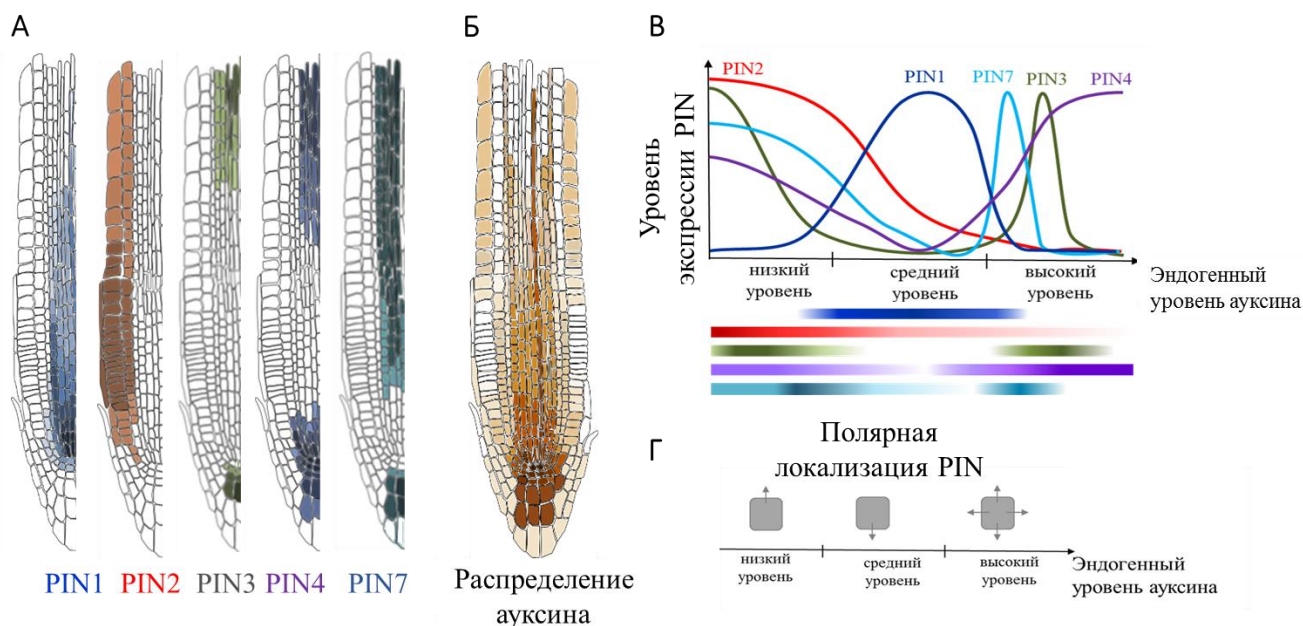 А
PIN1 PIN2 PIN3 PIN4 PIN7
Б
Распределение
ауксина
В
Уровень
экспрессии PIN
PIN2
PIN1
PIN7
PIN3
PIN4
низкий
уровень
средний
уровень
высокий
уровень
Эндогенный
уровень ауксина
Г
Полярная
локализация PIN
низкий
уровень
средний
уровень
высокий
уровень
Эндогенный
уровень ауксина